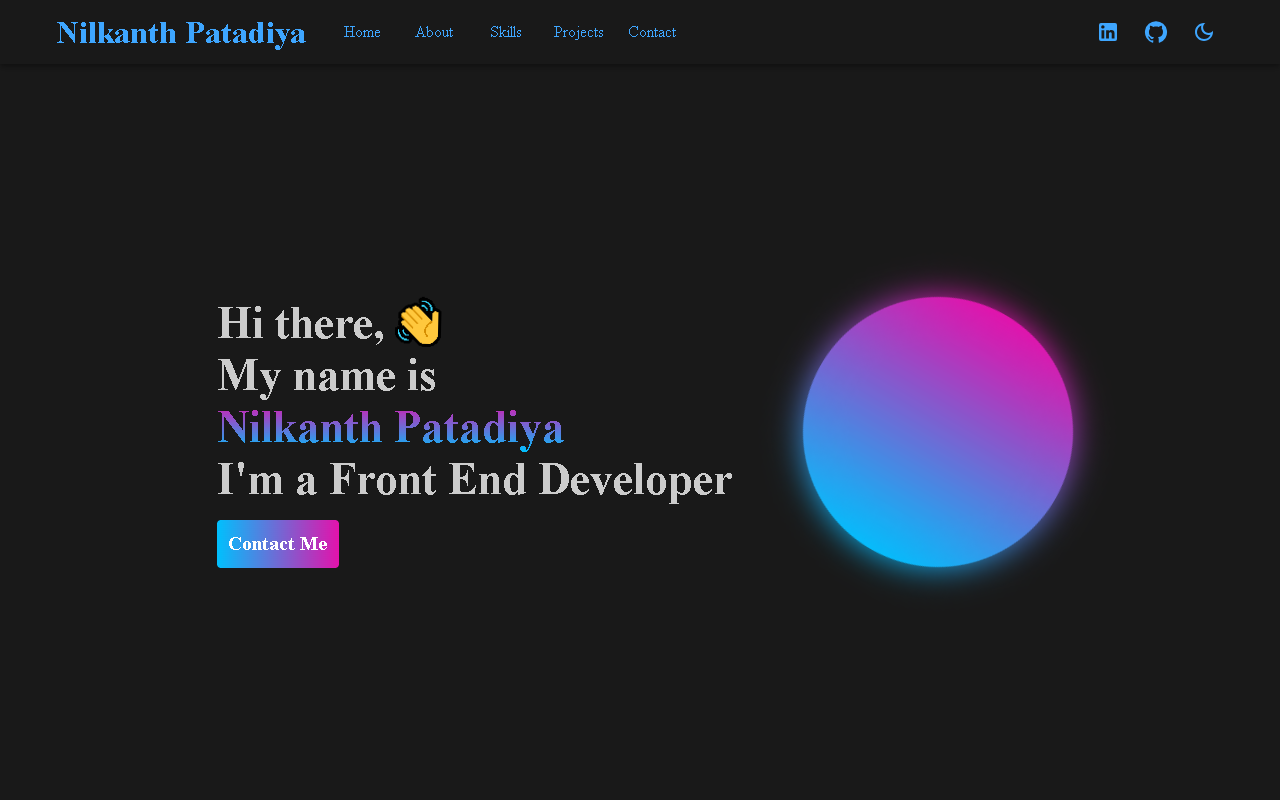 Nilkanth Patadiya
Home
About
Skills
Projects
Contact
Hi there, 👋
My name is
Nilkanth Patadiya
I'm a Front End Developer
Contact Me